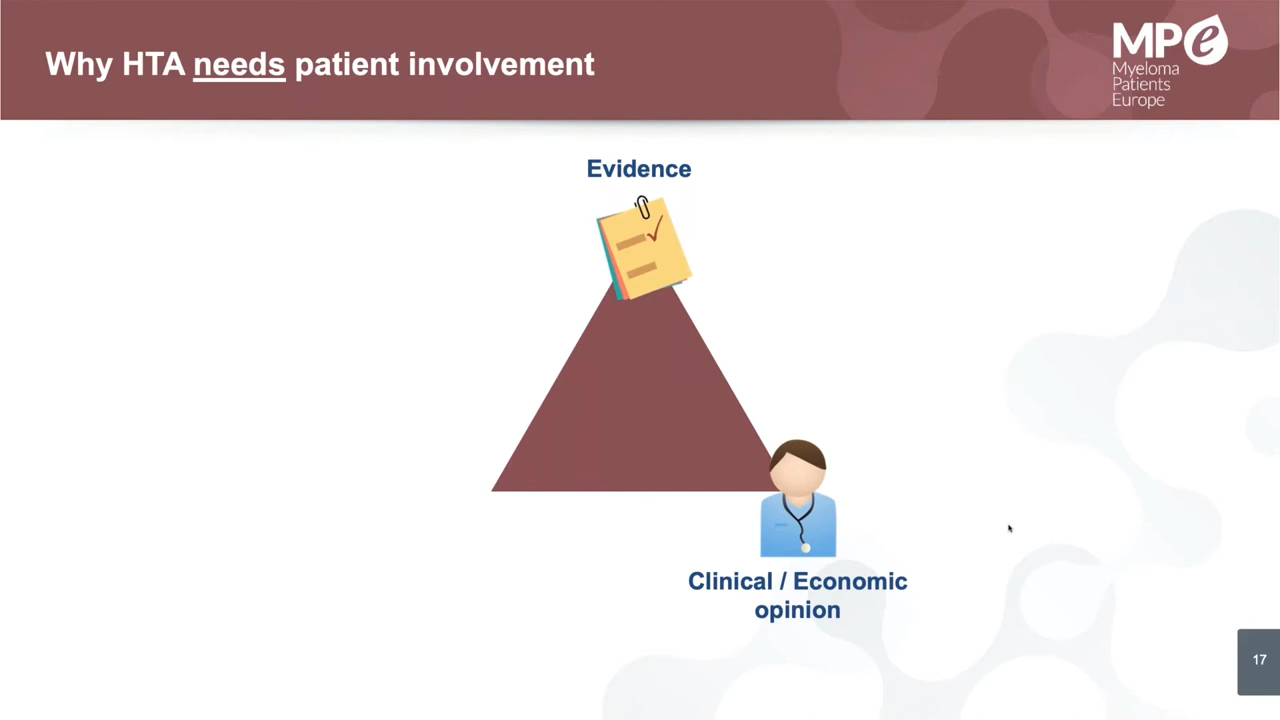 Why HTA needs patient involvement
MPe
Myeloma
Patients
Europe
Evidence
Clinical / Economic
opinion
17